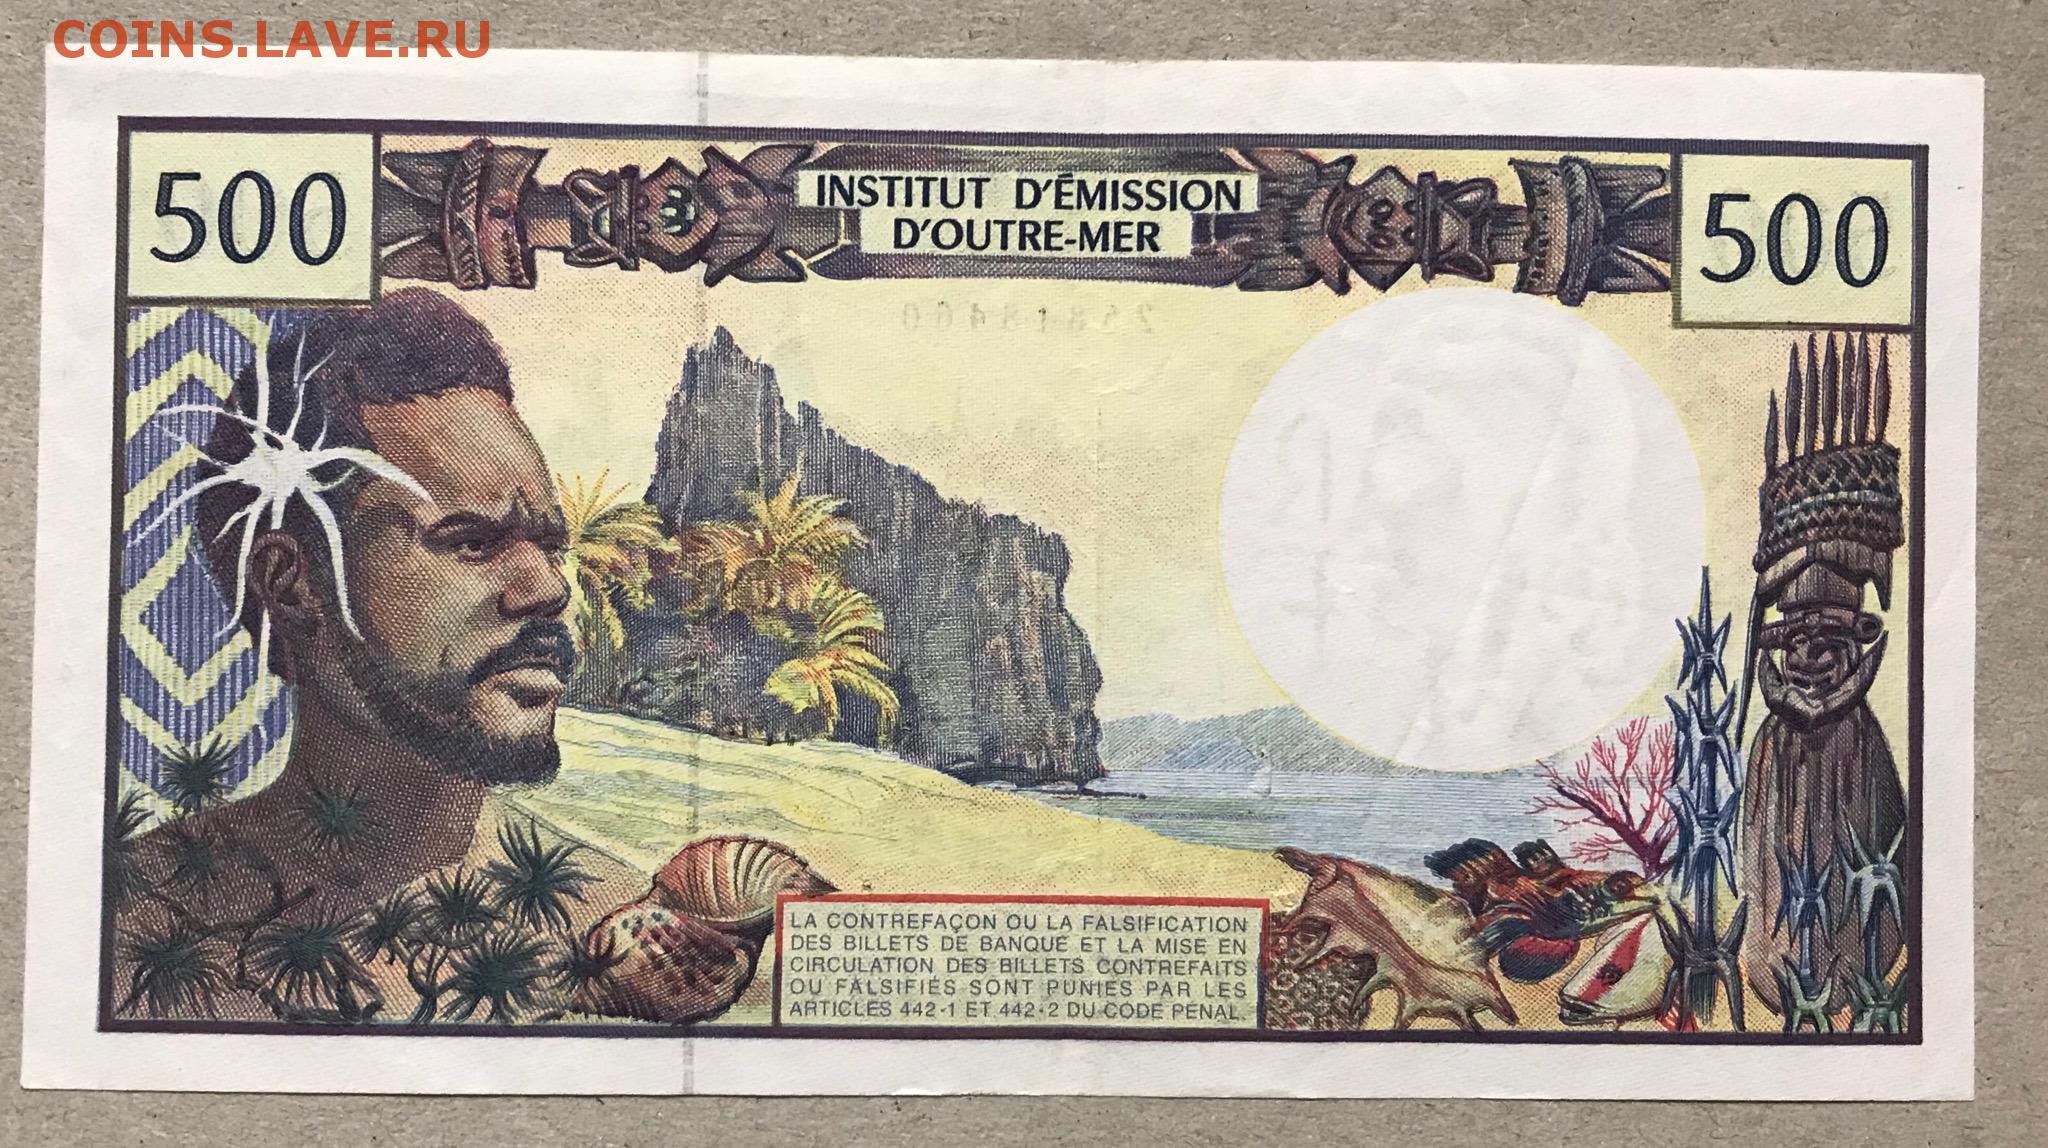 COINS.LAVE.RU
500
INSTITUT D'ÉMISSION
D'OUTRE-MER
500
LA CONTREFAÇON OU LA FALSIFICATION
DES BILLETS DE BANQUE ET LA MISE EN
CIRCULATION DES BILLETS CONTREFAITS
OU FALSIFIÉS SONT PUNIES PAR LES
ARTICLES 442-1 ET 442-2 DU CODE PÉNAL.